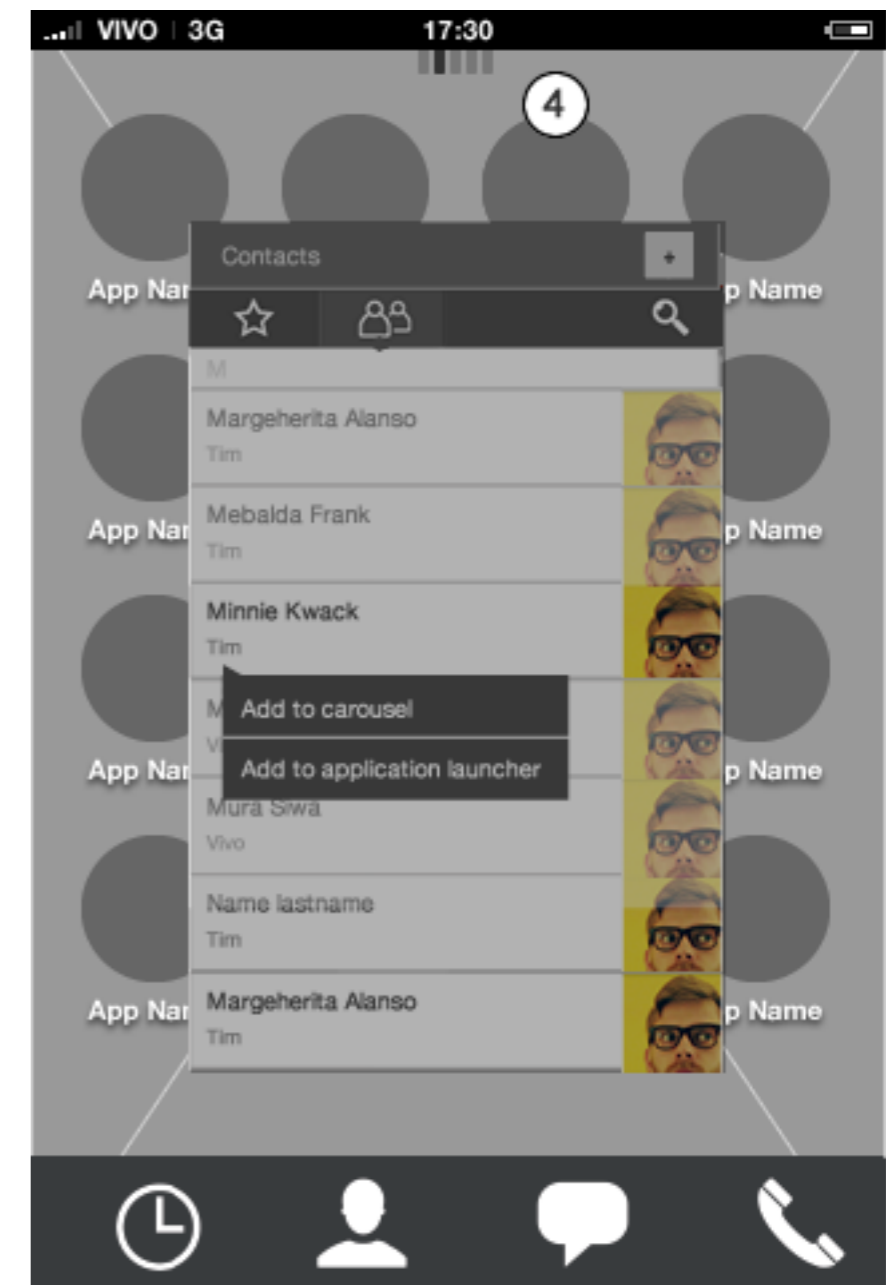 VIVO 3G 17:30
4
Contacts +
App Nar p Name
M
Margeherita Alanso
Tim
Mebalda Frank
Tim
App Nar p Name
Minnie Kwack
Tim
M
Add to carousel
Vi
Add to application launcher
App Nar p Name
Mura Siwa
Vivo
Name lastname
Tim
Margeherita Alanso
App Nar p Name
Tim